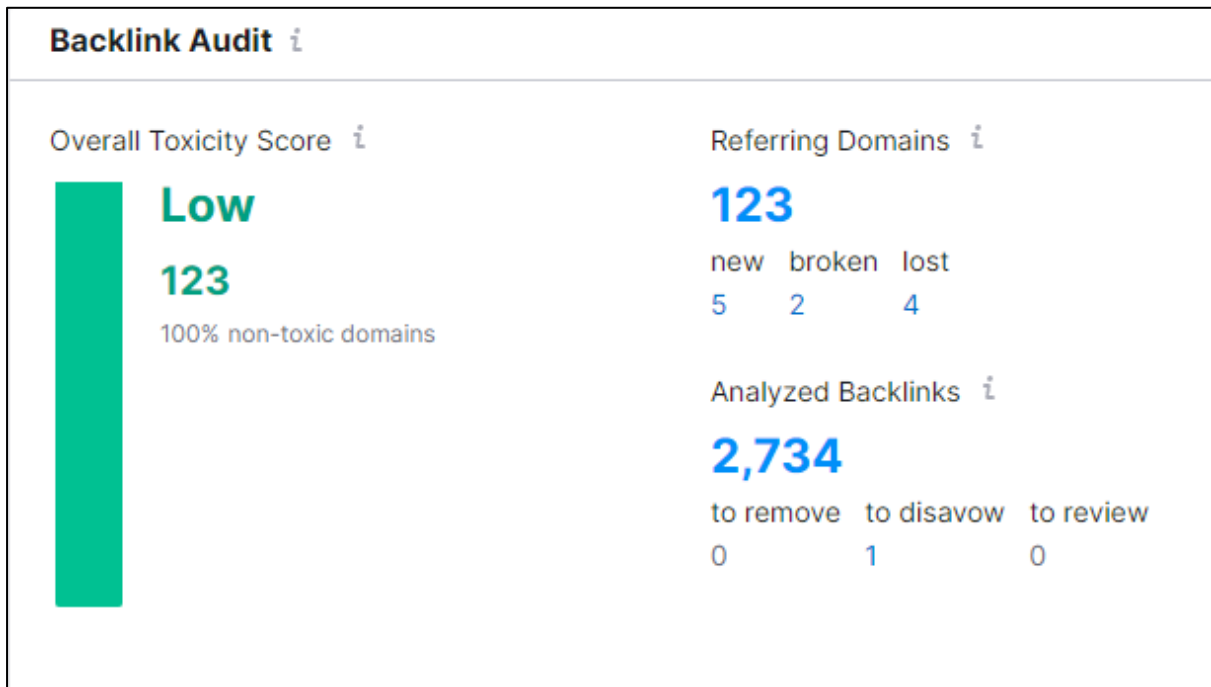 Backlink Audit i
Overall Toxicity Score i
Low
123
100% non-toxic domains
Referring Domains i
123
new broken lost
5 2 4
Analyzed Backlinks i
2,734
to remove to disavow to review
0 1 0